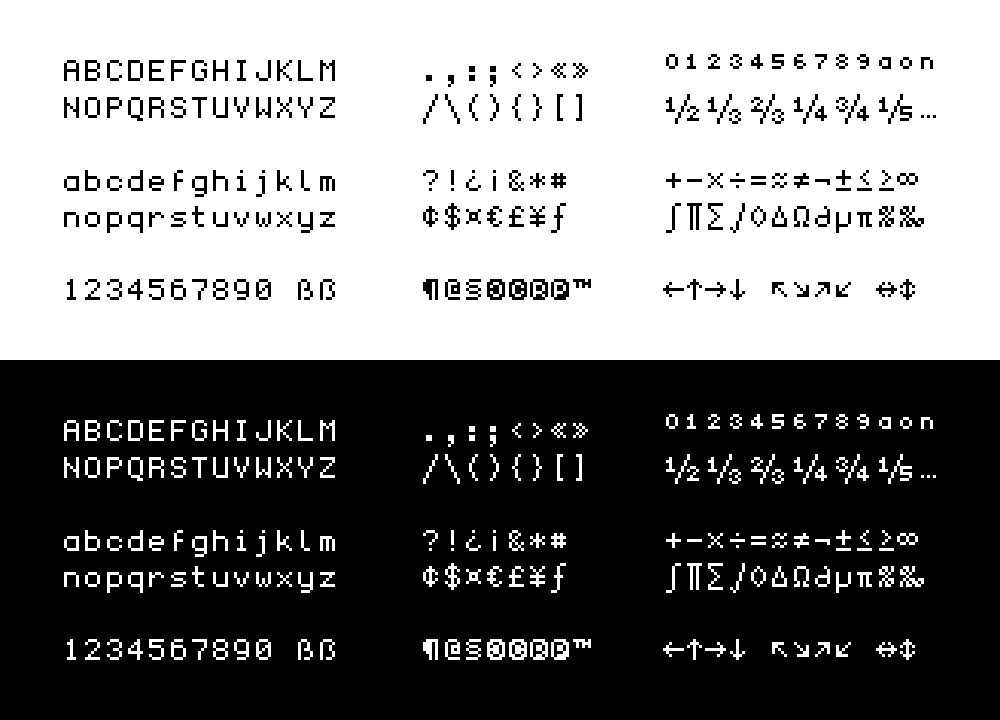 ABCDEFGHIJKLM
NOPQRSTUVWXYZ
abcdefghijklm
nopqrstuvwxyz
1234567890 ßß
.,:;<>«»
/\(){}[]
?!¿¡&*#
¢$¤€£¥ƒ
¶@§©®™
0123456789aon
½⅓⅔¼¾⅕…
+-×÷=≈≠¬±≤≥∞
∫∏∑⁄◊∆Ω∂µπ%‰
←↑→↓ ↖↘↗↙ ↔↕
ABCDEFGHIJKLM
NOPQRSTUVWXYZ
abcdefghijklm
nopqrstuvwxyz
1234567890 ßß
.,:;<>«»
/\(){}[]
?!¿¡&*#
¢$¤€£¥ƒ
¶@§©®™
0123456789aon
½⅓⅔¼¾⅕…
+-×÷=≈≠¬±≤≥∞
∫∏∑⁄◊∆Ω∂µπ%‰
←↑→↓ ↖↘↗↙ ↔↕